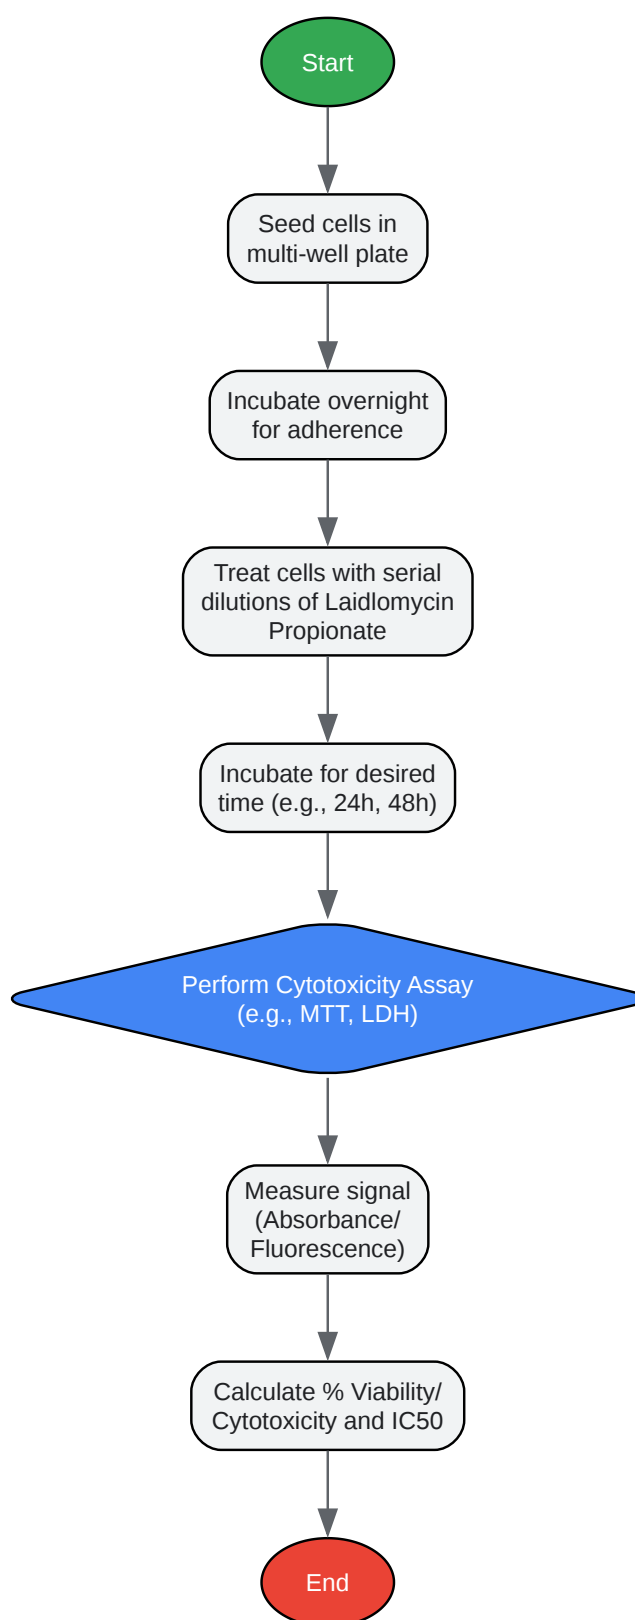 Start
Seed cells in
multi-well plate
Incubate overnight
for adherence
Treat cells with serial
dilutions of Laidlomycin
Propionate
Incubate for desired
time (e.g., 24h, 48h)
Perform Cytotoxicity Assay
(e.g., MTT, LDH)
Measure signal
(Absorbance/
Fluorescence)
Calculate % Viability/
Cytotoxicity and IC50
End